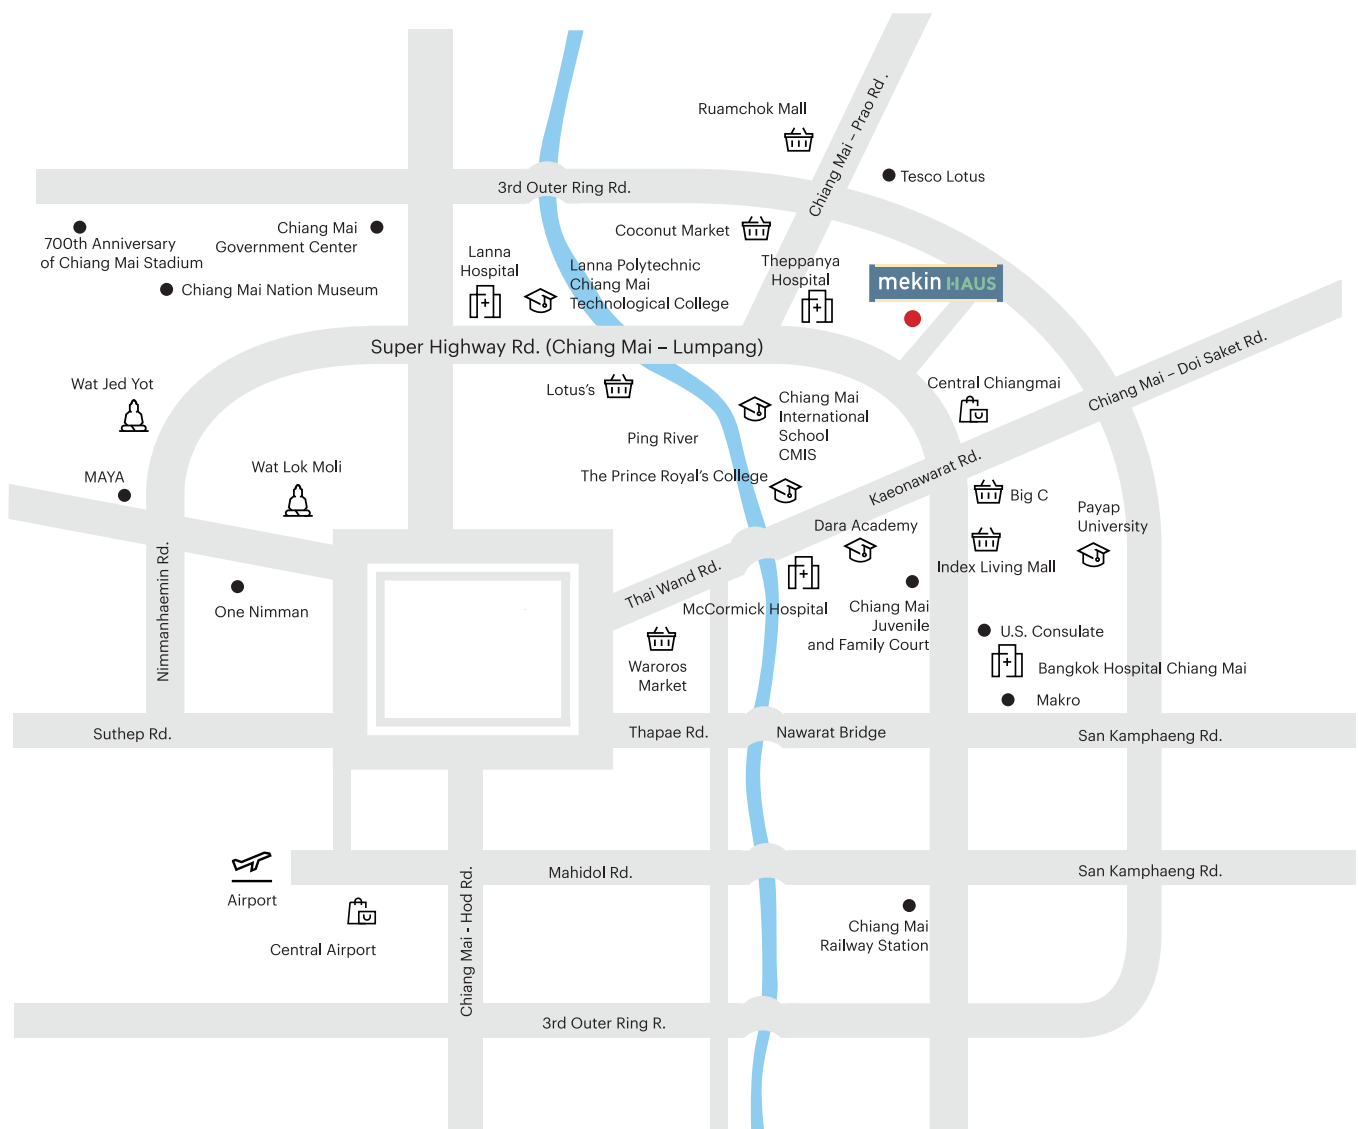 Ruamchok Mall
Chiang Mai – Prao Rd .
Tesco Lotus
3rd Outer Ring Rd.
700th Anniversary
of Chiang Mai Stadium
Chiang Mai
Government Center
Coconut Market
Lanna
Hospital
Lanna Polytechnic
Chiang Mai
Technological College
Theppanya
Hospital
mekin HAUS
Chiang Mai Nation Museum
Super Highway Rd. (Chiang Mai – Lumpang)
Chiang Mai – Doi Saket Rd.
Wat Jed Yot
Lotus's
Central Chiangmai
Chiang Mai
International
School
CMIS
Ping River
Wat Lok Moli
MAYA
The Prince Royal's College
Kaeonawarat Rd.
Big C
Payap
University
Dara Academy
Index Living Mall
Nimmanhaemin Rd.
One Nimman
Thai Wand Rd.
McCormick Hospital
Chiang Mai
Juvenile
and Family Court
U.S. Consulate
Waroros
Market
Bangkok Hospital Chiang Mai
Makro
Suthep Rd.
Thapae Rd.
Nawarat Bridge
San Kamphaeng Rd.
Airport
Mahidol Rd.
San Kamphaeng Rd.
Chiang Mai - Hod Rd.
Central Airport
Chiang Mai
Railway Station
3rd Outer Ring R.